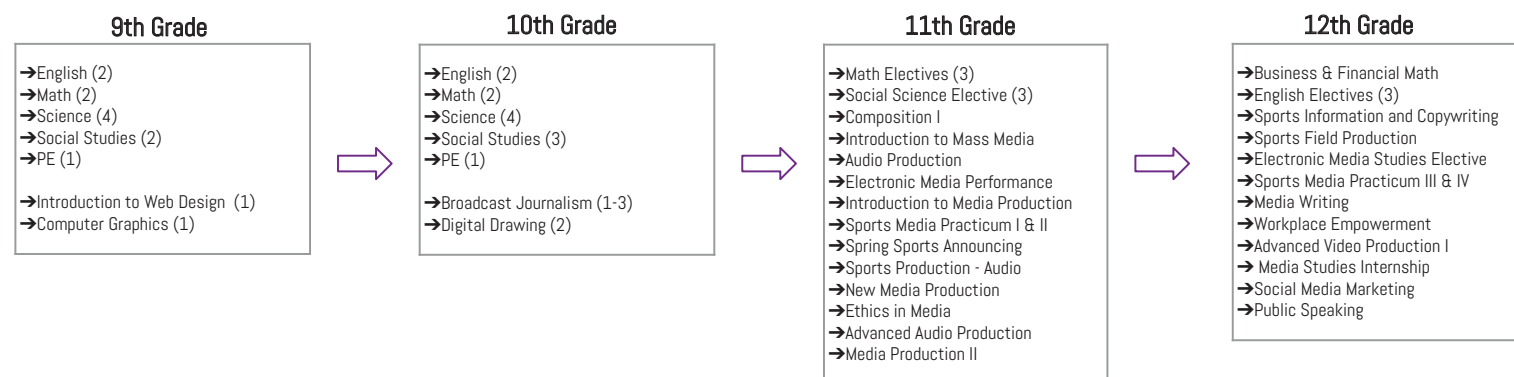 9th Grade
➔English (2)
➔Math (2)
➔Science (4)
➔Social Studies (2)
➔PE (1)
➔Introduction to Web Design (1)
➔Computer Graphics (1)
10th Grade
➔English (2)
➔Math (2)
➔Science (4)
➔Social Studies (3)
➔PE (1)
➔Broadcast Journalism (1-3)
➔Digital Drawing (2)
11th Grade
➔Math Electives (3)
➔Social Science Elective (3)
➔Composition I
➔Introduction to Mass Media
➔Audio Production
➔Electronic Media Performance
➔Introduction to Media Production
➔Sports Media Practicum I & II
➔Spring Sports Announcing
➔Sports Production - Audio
➔New Media Production
➔Ethics in Media
➔Advanced Audio Production
➔Media Production II
12th Grade
➔Business & Financial Math
➔English Electives (3)
➔Sports Information and Copywriting
➔Sports Field Production
➔Electronic Media Studies Elective
➔Sports Media Practicum III & IV
➔Media Writing
➔Workplace Empowerment
➔Advanced Video Production I
➔ Media Studies Internship
➔Social Media Marketing
➔Public Speaking